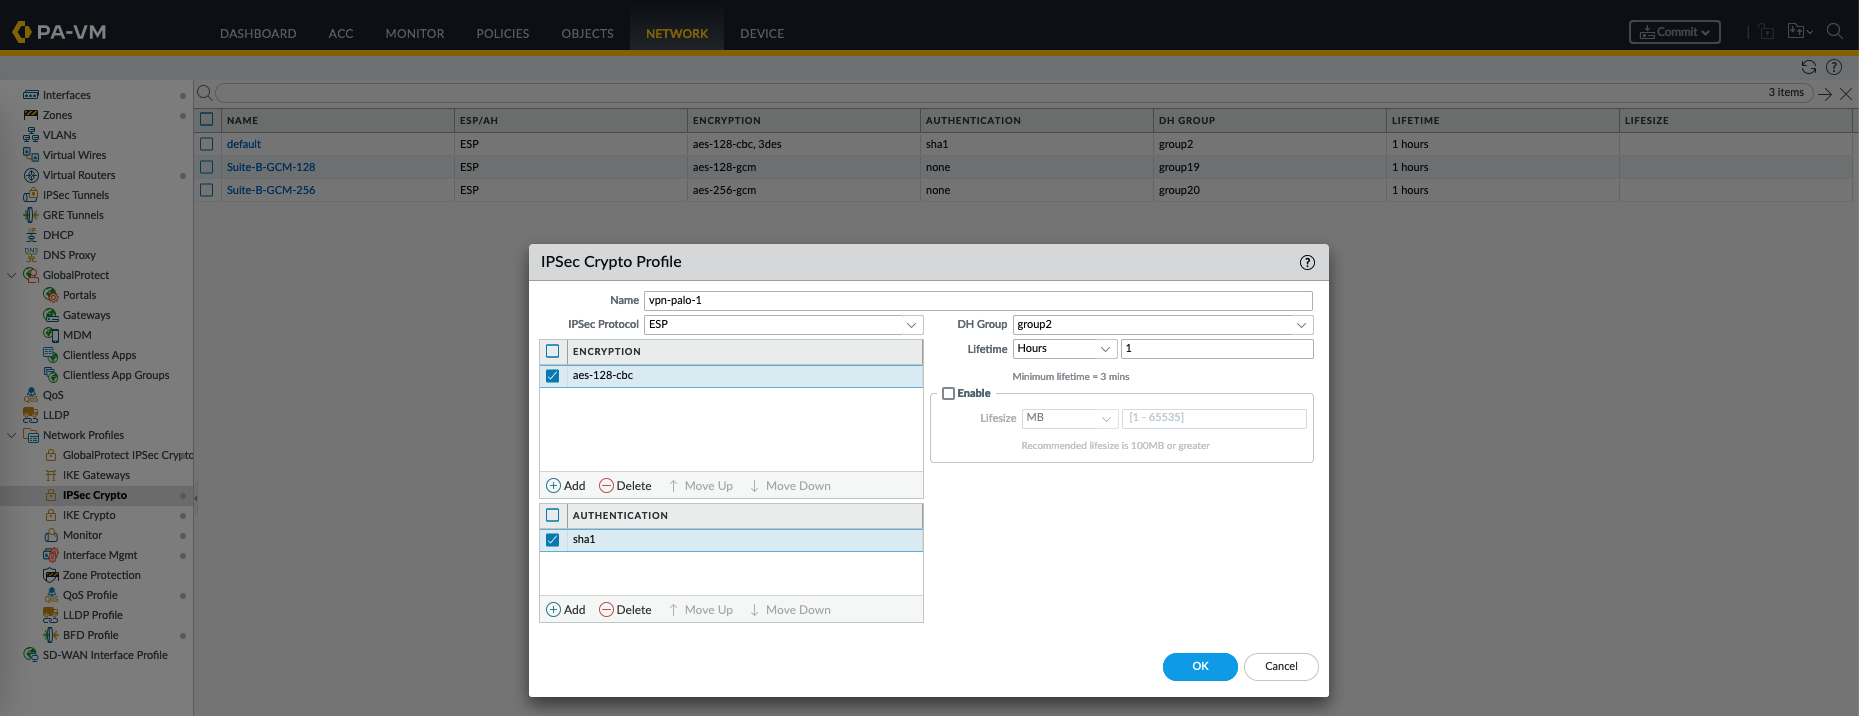 PA-VM
DASHBOARD ACC MONITOR POLICIES OBJECTS NETWORK DEVICE Commit
3 items
Interfaces
Zones
VLANs
Virtual Wires
Virtual Routers
IPSec Tunnels
GRE Tunnels
DHCP
DNS Proxy
GlobalProtect
Portals
Gateways
MDM
Clientless Apps
Clientless App Groups
QoS
LLDP
Network Profiles
GlobalProtect IPSec Crypto
IKE Gateways
IPSec Crypto
IKE Crypto
Monitor
Interface Mgmt
Zone Protection
QoS Profile
LLDP Profile
BFD Profile
SD-WAN Interface Profile
NAME ESP/AH ENCRYPTION AUTHENTICATION DH GROUP LIFETIME LIFESIZE
default ESP aes-128-cbc, 3des sha1 group2 1 hours
Suite-B-GCM-128 ESP aes-128-gcm none group19 1 hours
Suite-B-GCM-256 ESP aes-256-gcm none group20 1 hours
IPSec Crypto Profile
Name vpn-palo-1
IPSec Protocol ESP
DH Group group2
ENCRYPTION
aes-128-cbc
Add Delete Move Up Move Down
AUTHENTICATION
sha1
Add Delete Move Up Move Down
Lifetime Hours 1
Minimum lifetime = 3 mins
Enable
Lifesize MB [1 - 65535]
Recommended lifesize is 100MB or greater
OK Cancel